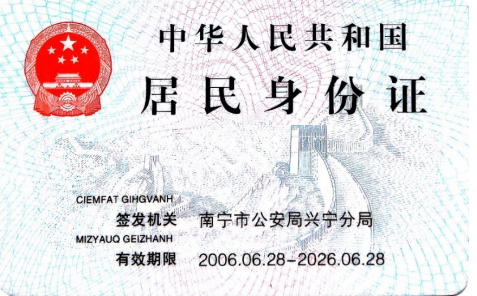 中华人民共和国
居民身份证
CIEMFAT GIHGVANH
签发机关 南宁市公安局兴宁分局
MIZYAUQ GEIZHANH
有效期限 2006.06.28-2026.06.28